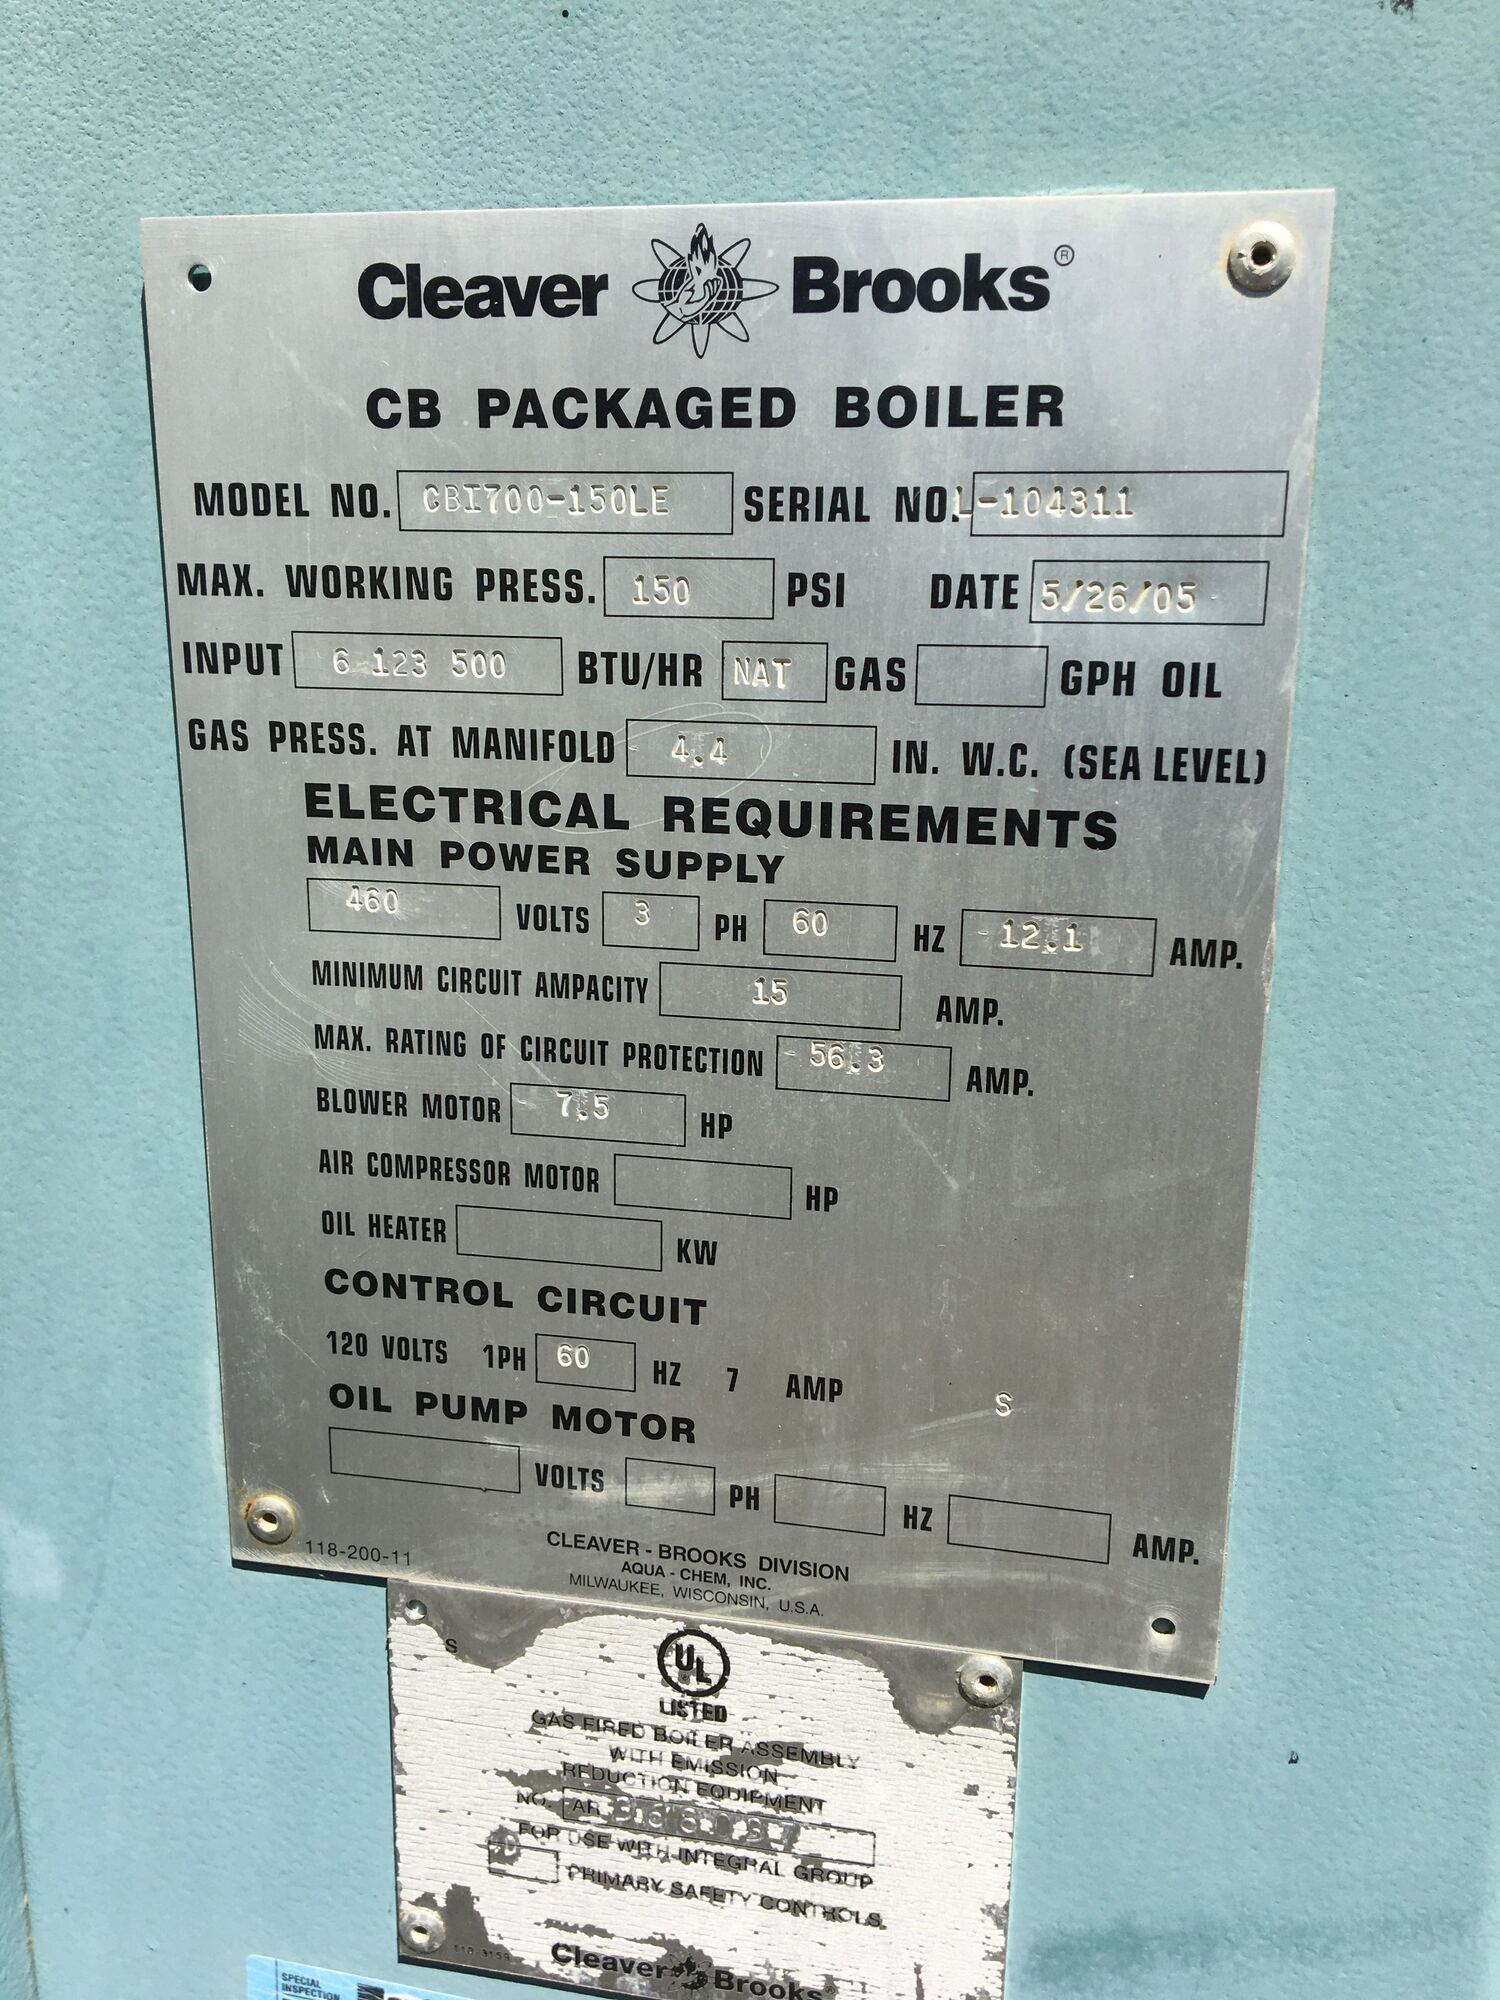 Cleaver Brooks®
CB PACKAGED BOILER
MODEL NO. CBI700-150LE SERIAL NO. L-104311
MAX. WORKING PRESS. 150 PSI DATE 5/26/05
INPUT 6 123 500 BTU/HR NAT GAS GPH OIL
GAS PRESS. AT MANIFOLD 4.4 IN. W.C. (SEA LEVEL)
ELECTRICAL REQUIREMENTS
MAIN POWER SUPPLY
460 VOLTS 3 PH 60 HZ 12.1 AMP.
MINIMUM CIRCUIT AMPACITY 15 AMP.
MAX. RATING OF CIRCUIT PROTECTION 56.3 AMP.
BLOWER MOTOR 7.5 HP
AIR COMPRESSOR MOTOR HP
OIL HEATER KW
CONTROL CIRCUIT
120 VOLTS 1PH 60 HZ 7 AMP S
OIL PUMP MOTOR
VOLTS PH HZ AMP.
118-200-11
CLEAVER - BROOKS DIVISION
AQUA - CHEM, INC.
MILWAUKEE, WISCONSIN, U.S.A.
S
UL
LISTED
GAS FIRED BOILER ASSEMBLY
WITH EMISSION
REDUCTION EQUIPMENT
NO. AR
FOR USE WITH INTEGRAL GROUP
PRIMARY SAFETY CONTROLS.
Cleaver Brooks
SPECIAL
INSPECTION